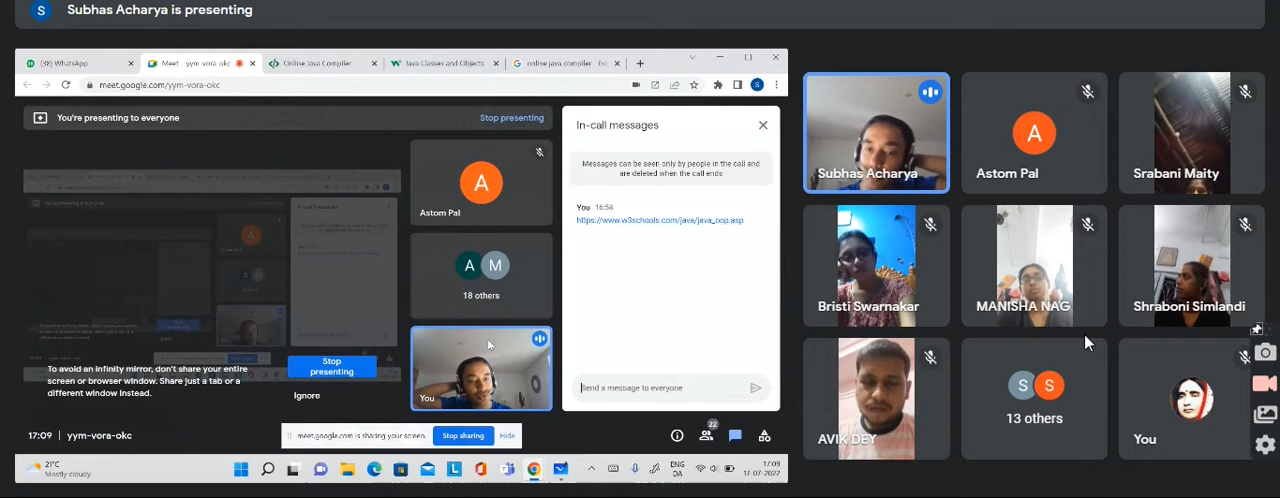 S Subhas Acharya is presenting
(38) WhatsApp
Meet - yym-vora-okc
Online Java Compiler
Java Classes and Objects
online java compiler - Go
meet.google.com/yym-vora-okc
S
You're presenting to everyone
Stop presenting
A
Astom Pal
A M
18 others
You
To avoid an infinity mirror, don't share your entire
screen or browser window. Share just a tab or a
different window instead.
Stop
presenting
Ignore
In-call messages
Messages can be seen only by people in the call and
are deleted when the call ends
You 16:58
https://www.w3schools.com/java/java_oop.asp
Send a message to everyone
17:09 | yym-vora-okc
meet.google.com is sharing your screen.
Stop sharing
Hide
22
21°C
Mostly cloudy
ENG
DA
17:09
17-07-2022
Subhas Acharya
A
Astom Pal
Srabani Maity
Bristi Swarnakar
MANISHA NAG
Shraboni Simlandi
AVIK DEY
S S
13 others
You